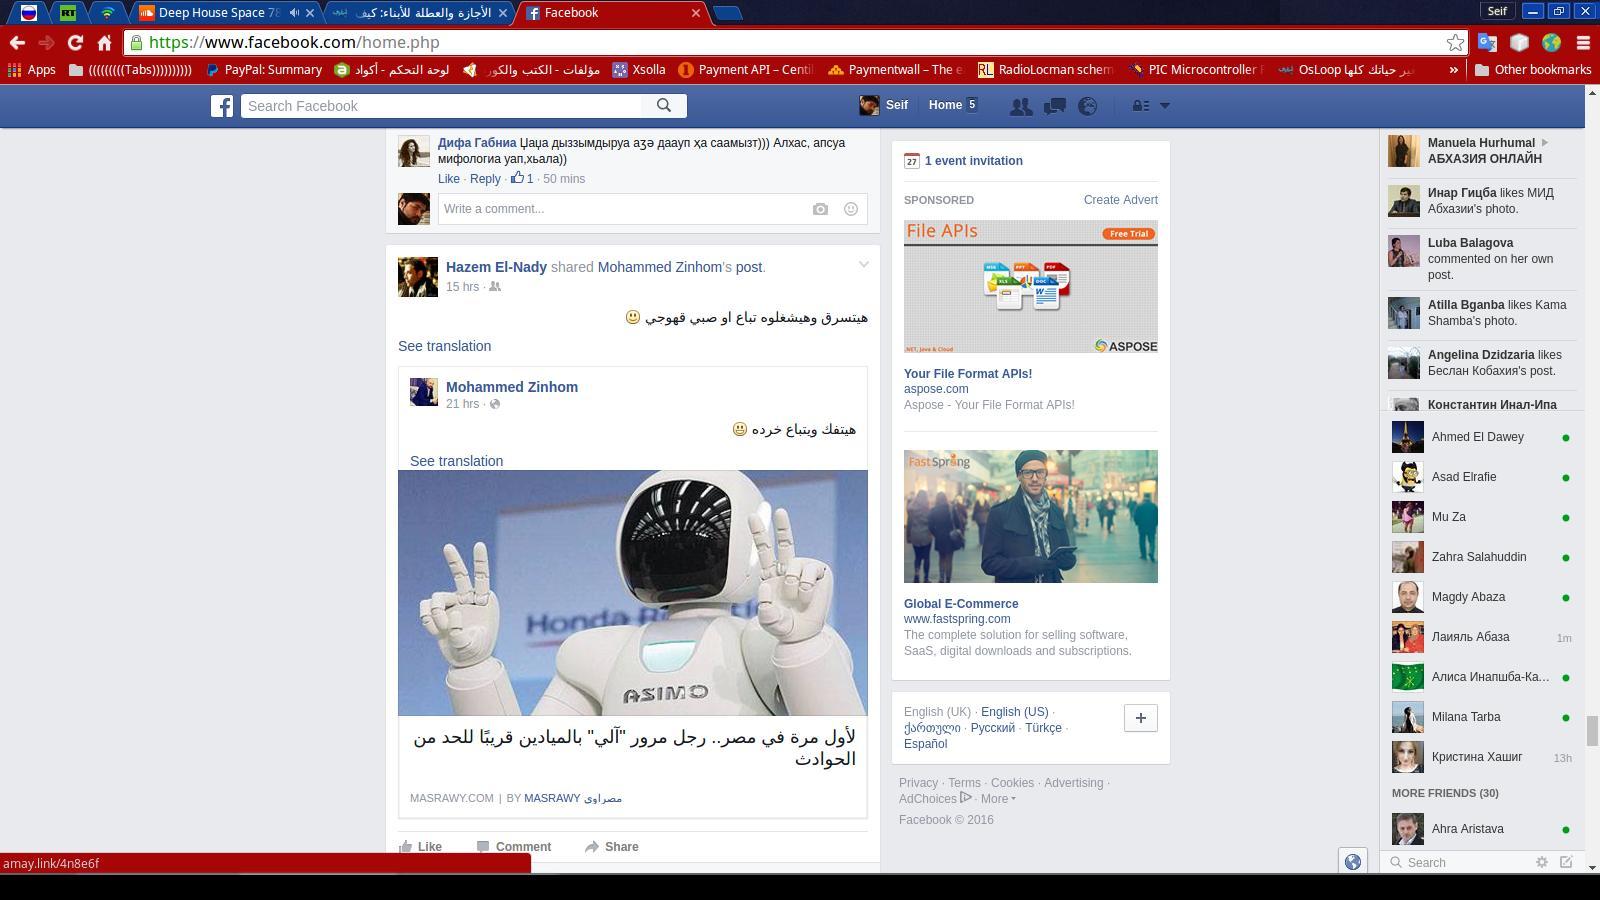 Deep House Space 78
الأجازة والعطلة للأبناء: كيف
Facebook
Seif
https://www.facebook.com/home.php
Apps
(((((((((Tabs))))))))))
PayPal: Summary
لوحة التحكم - أكواد
مؤلفات - الكتب والكور
Xsolla
Payment API – Centi
Paymentwall – The e
RadioLocman schem
PIC Microcontroller F
OsLoop غير حياتك كلها
Other bookmarks
Search Facebook
Seif
Home 5
Дифа Габниа Џаџа дыззымдыруа аӡә даауп ҳа саамызт))) Алхас, апсуа
мифологиа уап,хьала))
Like · Reply · 1 · 50 mins
Write a comment...
Hazem El-Nady shared Mohammed Zinhom's post.
15 hrs ·
هيتسرق وهيشغلوه تباع او صبي قهوجي
See translation
Mohammed Zinhom
21 hrs ·
هيتفك ويتباع خرده
See translation
Honda
ASIMO
لأول مرة في مصر.. رجل مرور "آلي" بالميادين قريبًا للحد من
الحوادث
MASRAWY.COM | BY MASRAWY مصراوى
Like Comment Share
amay.link/4n8e6f
27 1 event invitation
SPONSORED Create Advert
File APIs Free Trial
.NET, Java & Cloud ASPOSE
Your File Format APIs!
aspose.com
Aspose - Your File Format APIs!
FastSpring
Global E-Commerce
www.fastspring.com
The complete solution for selling software,
SaaS, digital downloads and subscriptions.
English (UK) · English (US) ·
ქართული · Русский · Türkçe ·
Español
Privacy · Terms · Cookies · Advertising ·
AdChoices · More
Facebook © 2016
Manuela Hurhumal
АБХАЗИЯ ОНЛАЙН
Инар Гицба likes МИД
Абхазии's photo.
Luba Balagova
commented on her own
post.
Atilla Bganba likes Kama
Shamba's photo.
Angelina Dzidzaria likes
Беслан Кобахия's post.
Константин Инал-Ипа
Ahmed El Dawey
Asad Elrafie
Mu Za
Zahra Salahuddin
Magdy Abaza
Лаияль Абаза 1m
Алиса Инапшба-Ка...
Milana Tarba
Кристина Хашиг 13h
MORE FRIENDS (30)
Ahra Aristava
Search